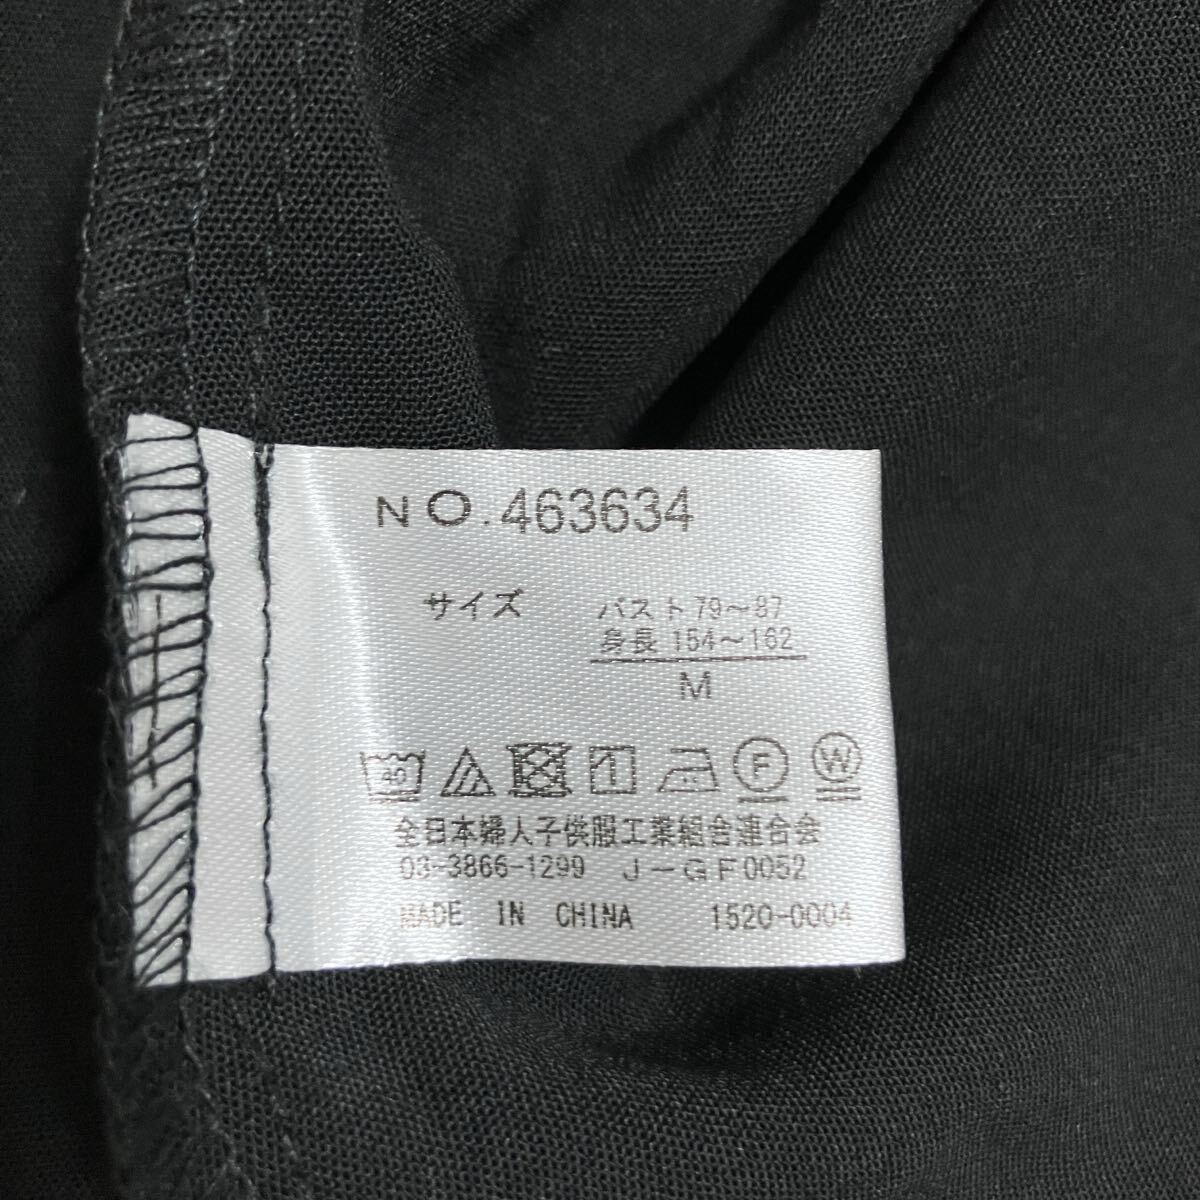 NO.463634
サイズ バスト79~87
身長154~162
M
40 1 F W
全日本婦人子供服工業組合連合会
03-3866-1299 J-GF0052
MADE IN CHINA 1520-0004